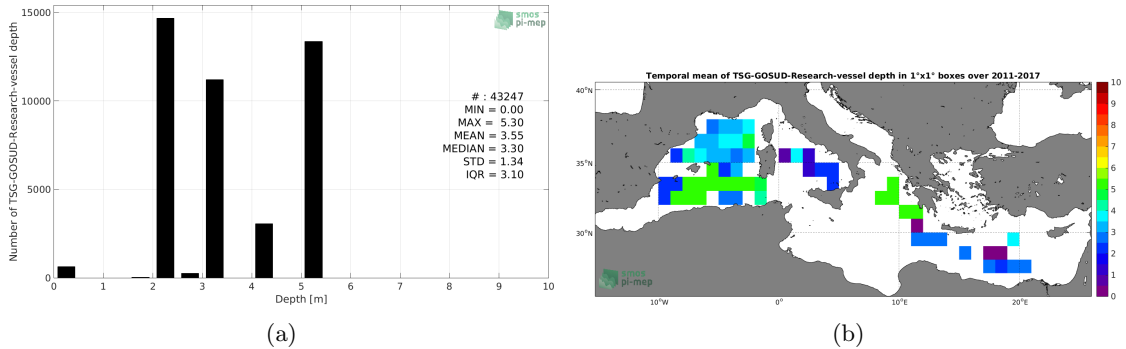 Number of TSG-GOSUD-Research-vessel depth
15000
10000
5000
0
smos
pi-mep
# : 43247
MIN = 0.00
MAX = 5.30
MEAN = 3.55
MEDIAN = 3.30
STD = 1.34
IQR = 3.10
0 1 2 3 4 5 6 7 8 9 10
Depth [m]
(a)
Temporal mean of TSG-GOSUD-Research-vessel depth in 1°x1° boxes over 2011-2017
40°N
35°N
30°N
10°W 0° 10°E 20°E
smos
pi-mep
10
9
8
7
6
5
4
3
2
1
0
(b)